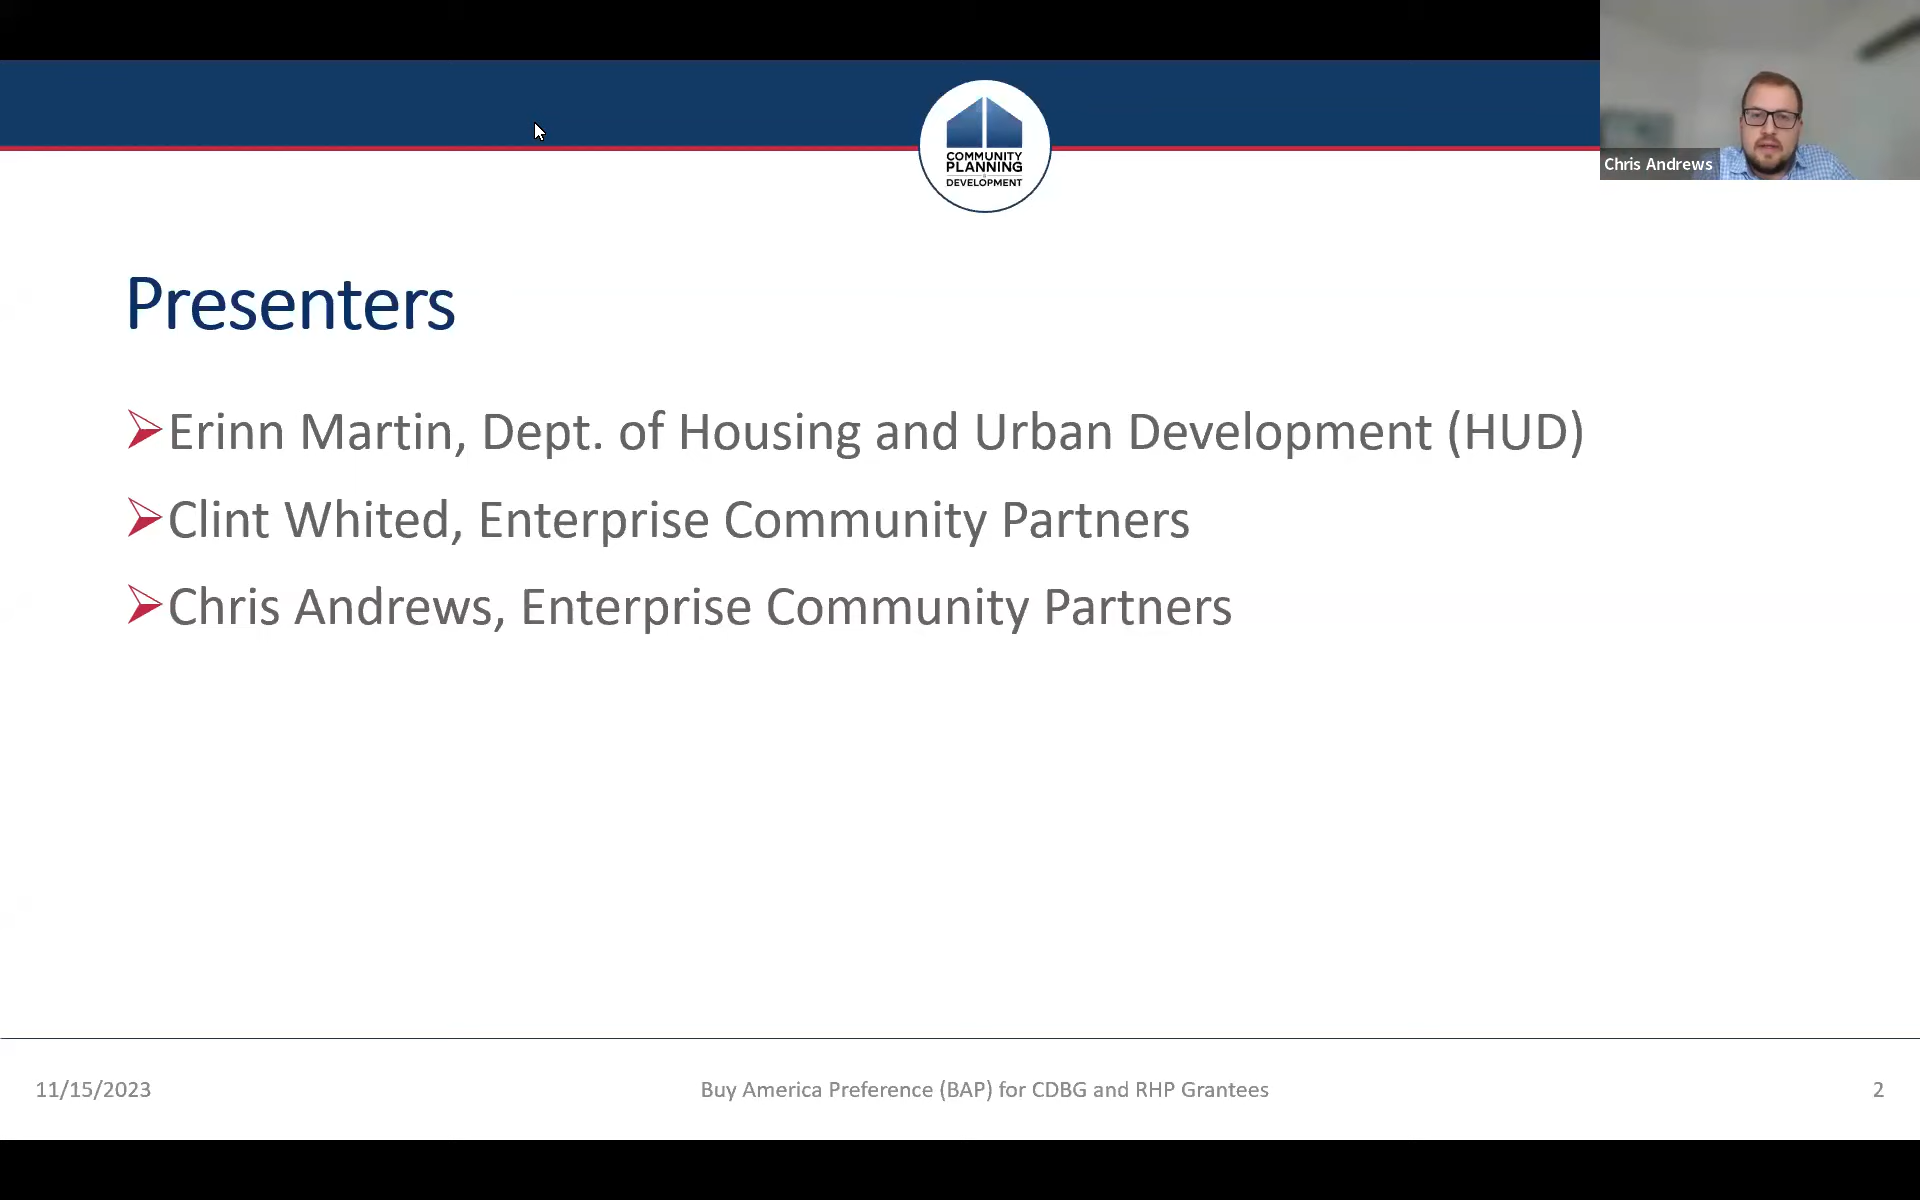 COMMUNITY
PLANNING
DEVELOPMENT
Chris Andrews
Presenters
Erinn Martin, Dept. of Housing and Urban Development (HUD)
Clint Whited, Enterprise Community Partners
Chris Andrews, Enterprise Community Partners
11/15/2023
Buy America Preference (BAP) for CDBG and RHP Grantees
2